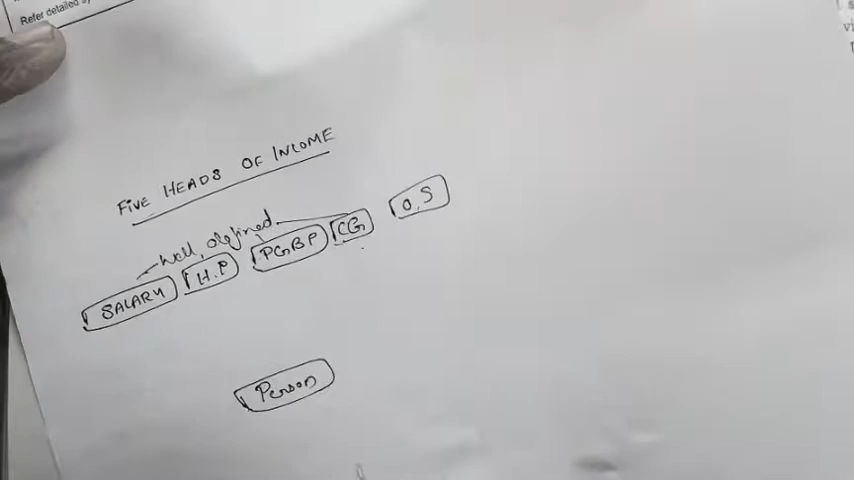 Refer detailed
FIVE HEADS OF INCOME
Well, defined
SALARY H.P PGBP CG O.S
Person